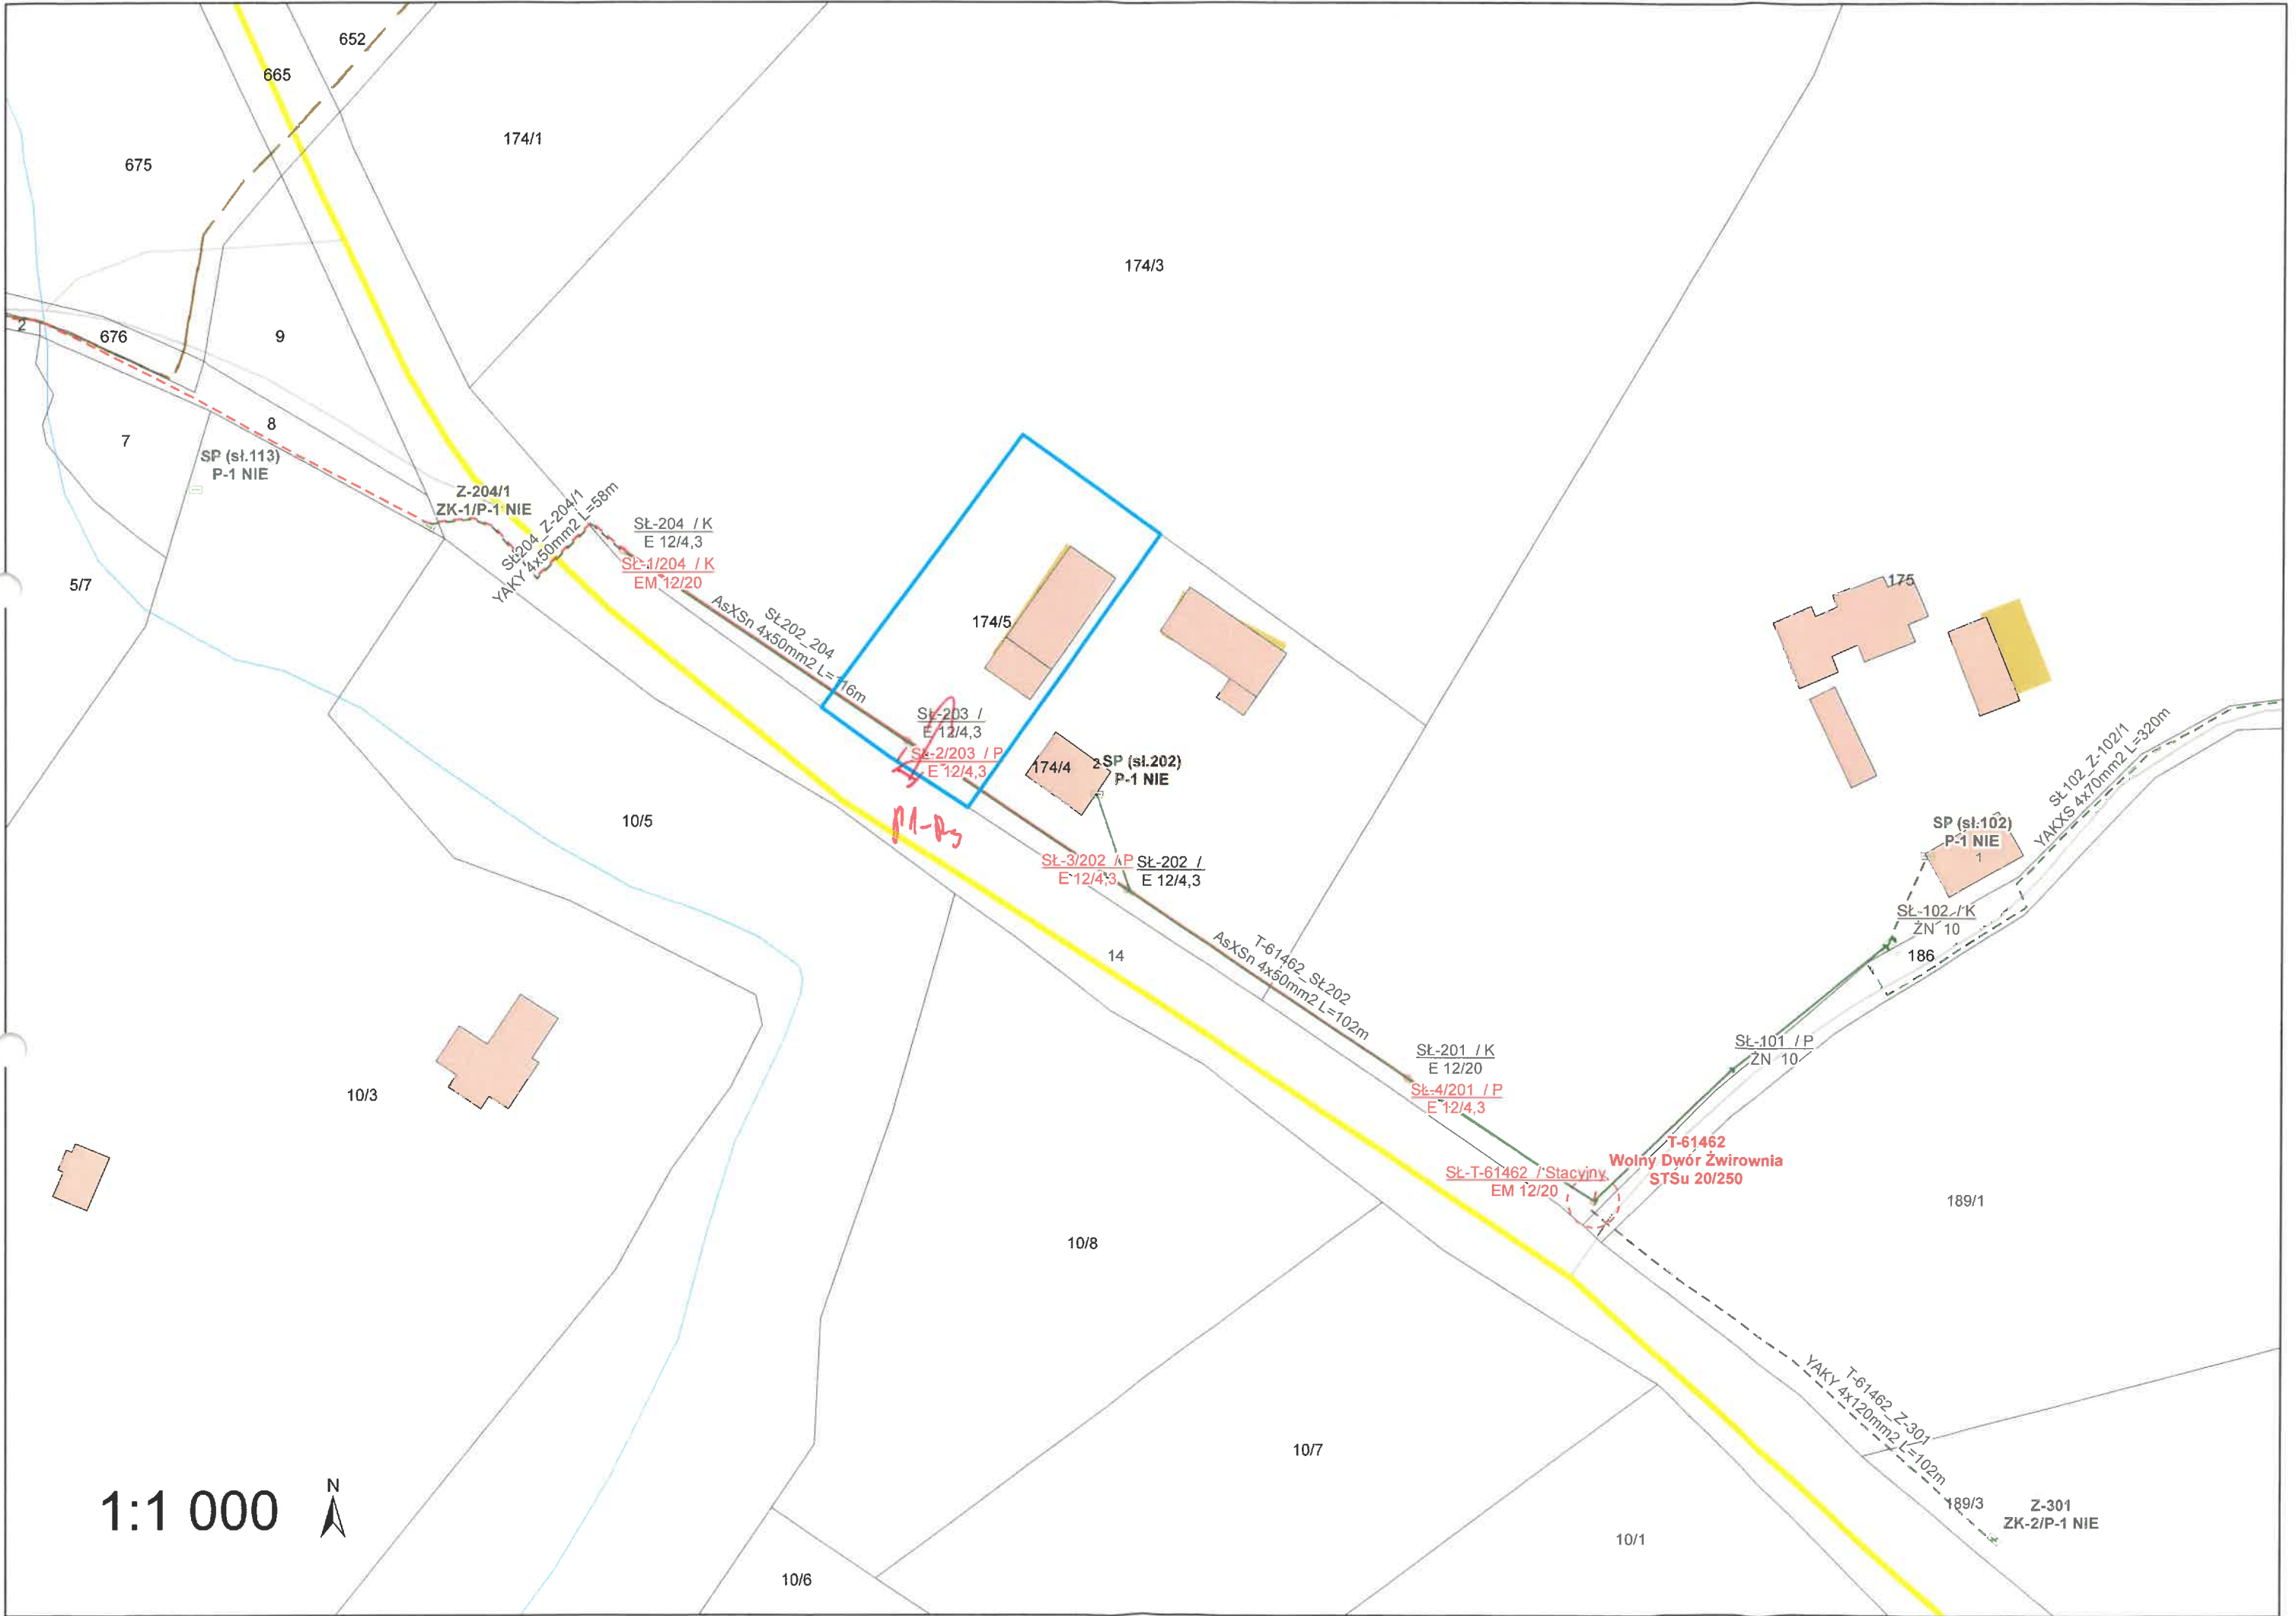 652
665
174/1
675
174/3
2
676
9
8
7
SP (sł.113)
P-1 NIE
Z-204/1
ZK-1/P-1 NIE
SŁ204_Z-204/1
YAKY 4x50mm2 L=58m
SŁ-204 / K
E 12/4,3
SŁ-1/204 / K
EM 12/20
5/7
SŁ202_204
AsXSn 4x50mm2 L=116m
174/5
175
SŁ-203 /
E 12/4,3
SŁ-2/203 / P
E 12/4,3
174/4
2
SP (sł.202)
P-1 NIE
10/5
SŁ-3/202 / P
E 12/4,3
SŁ-202 /
E 12/4,3
SŁ102_Z-102/1
YAKXS 4x70mm2 L=320m
SP (sł.102)
P-1 NIE
1
SŁ-102 / K
ŻN 10
186
14
T-61462_SŁ202
AsXSn 4x50mm2 L=102m
SŁ-201 / K
E 12/20
SŁ-4/201 / P
E 12/4,3
SŁ-101 / P
ŻN 10
10/3
T-61462
Wolny Dwór Żwirownia
STSu 20/250
SŁ-T-61462 / Stacyjny
EM 12/20
189/1
10/8
T-61462_Z-301
YAKY 4x120mm2 L=102m
10/7
189/3
Z-301
ZK-2/P-1 NIE
1:1 000
N
10/1
10/6